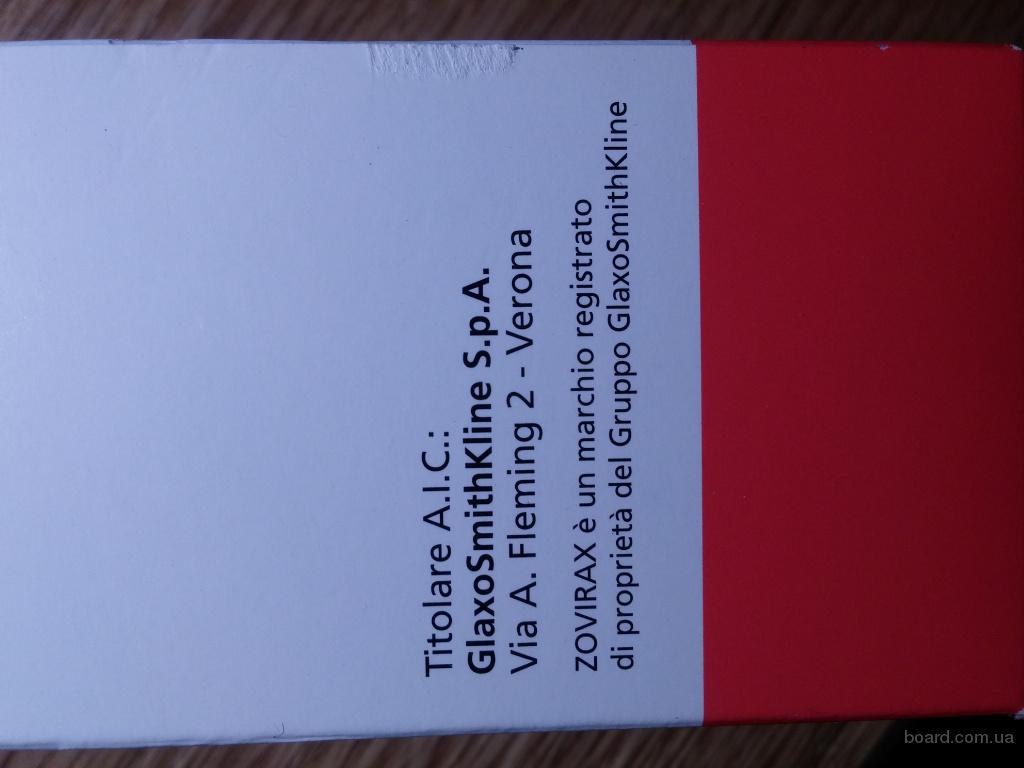 Titolare A.I.C.:
GlaxoSmithKline S.p.A.
Via A. Fleming 2 - Verona
ZOVIRAX è un marchio registrato
di proprietà del Gruppo GlaxoSmithKline
board.com.ua